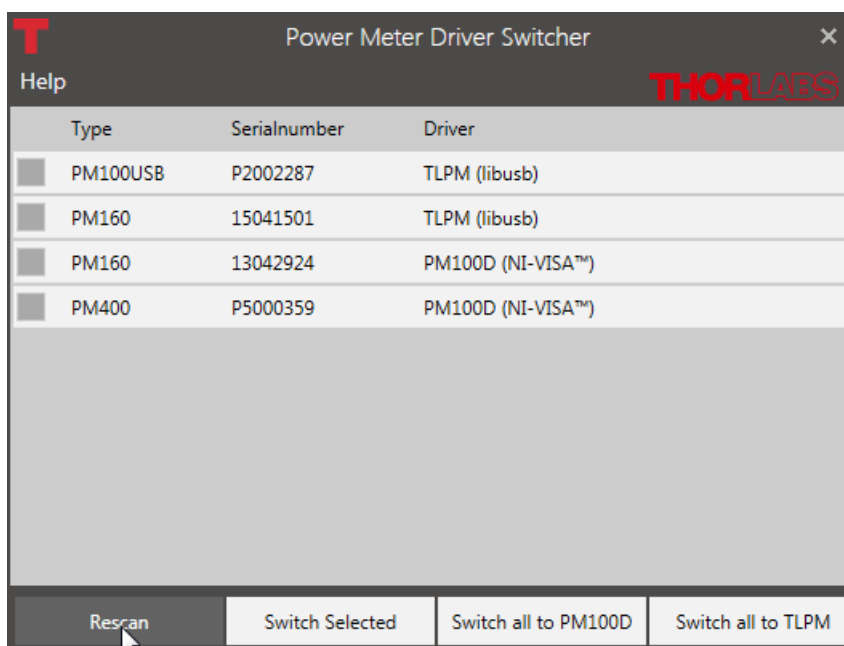 T
Power Meter Driver Switcher
Help
THORLABS
Type Serialnumber Driver
PM100USB P2002287 TLPM (libusb)
PM160 15041501 TLPM (libusb)
PM160 13042924 PM100D (NI-VISA™)
PM400 P5000359 PM100D (NI-VISA™)
Rescan Switch Selected Switch all to PM100D Switch all to TLPM